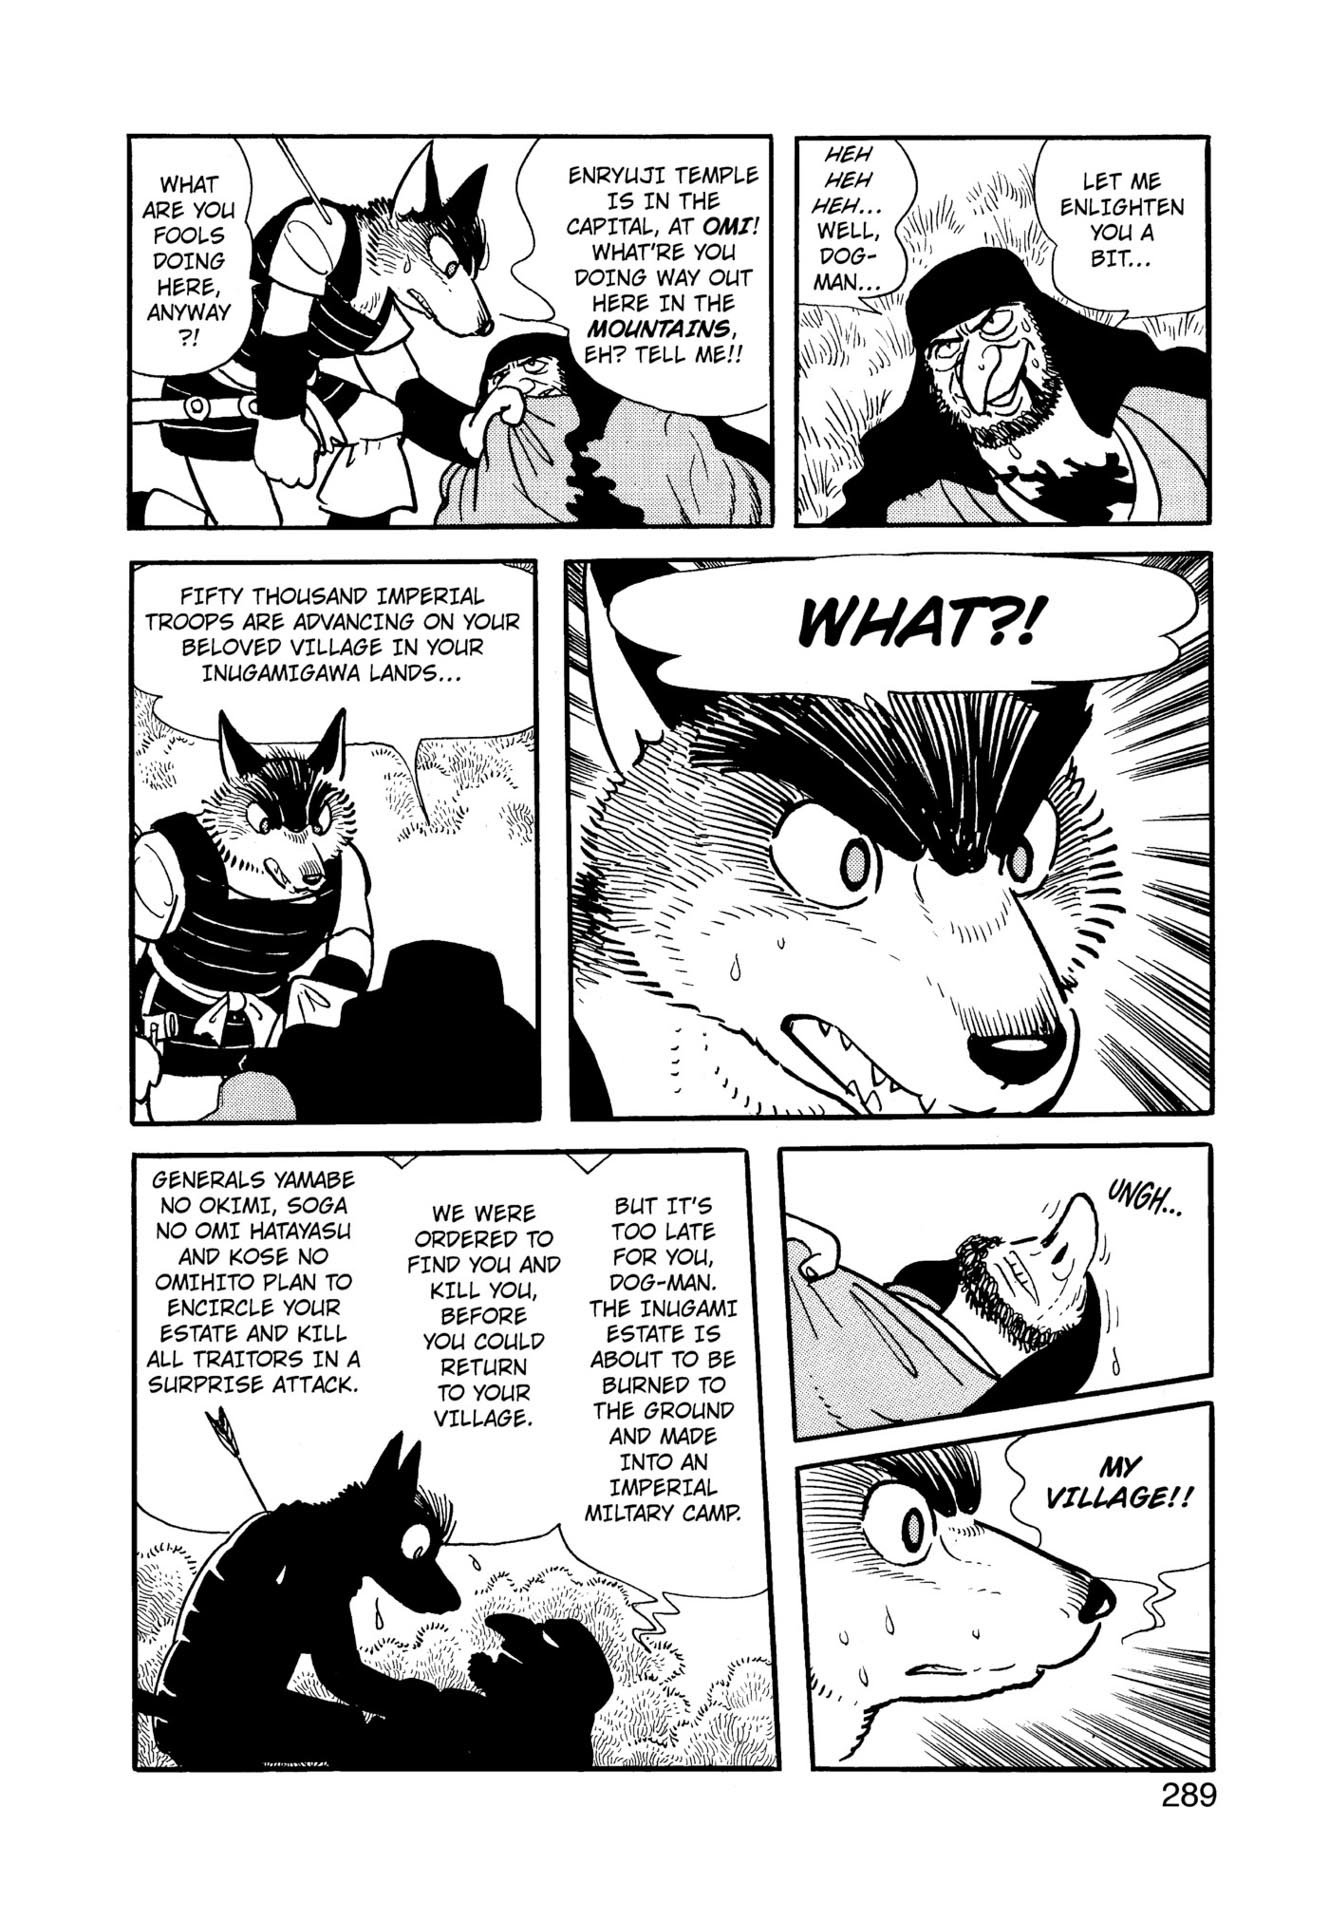 WHAT
ARE YOU
FOOLS
DOING
HERE,
ANYWAY
?!
ENRYUJI TEMPLE
IS IN THE
CAPITAL, AT OMI!
WHAT'RE YOU
DOING WAY OUT
HERE IN THE
MOUNTAINS,
EH? TELL ME!!
HEH
HEH
HEH...
WELL,
DOG-
MAN...
LET ME
ENLIGHTEN
YOU A
BIT...
FIFTY THOUSAND IMPERIAL
TROOPS ARE ADVANCING ON YOUR
BELOVED VILLAGE IN YOUR
INUGAMIGAWA LANDS...
WHAT?!
GENERALS YAMABE
NO OKIMI, SOGA
NO OMI HATAYASU
AND KOSE NO
OMIHITO PLAN TO
ENCIRCLE YOUR
ESTATE AND KILL
ALL TRAITORS IN A
SURPRISE ATTACK.
WE WERE
ORDERED TO
FIND YOU AND
KILL YOU,
BEFORE
YOU COULD
RETURN
TO YOUR
VILLAGE.
BUT IT'S
TOO LATE
FOR YOU,
DOG-MAN.
THE INUGAMI
ESTATE IS
ABOUT TO BE
BURNED TO
THE GROUND
AND MADE
INTO AN
IMPERIAL
MILTARY CAMP.
UNGH...
MY
VILLAGE!!
289